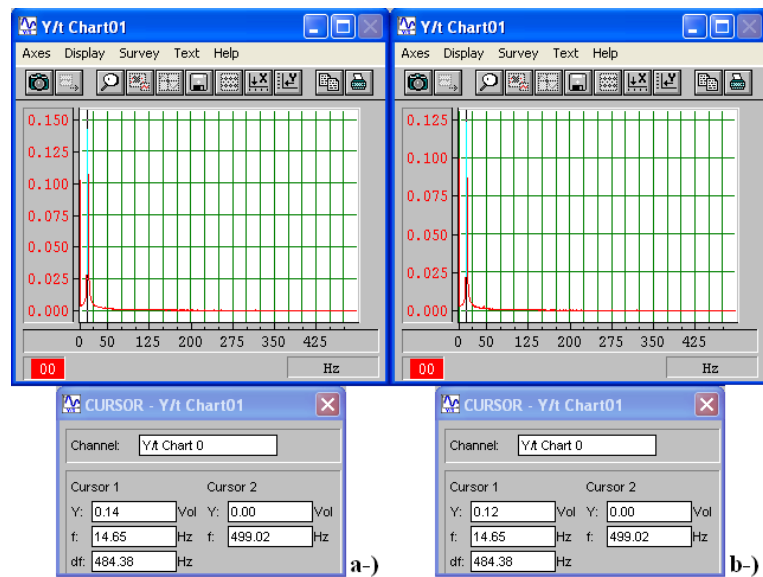 Y/t Chart01
Axes Display Survey Text Help
0.150
0.125
0.100
0.075
0.050
0.025
0.000
0 50 125 200 275 350 425
00 Hz
CURSOR - Y/t Chart01
Channel: Y/t Chart 0
Cursor 1 Cursor 2
Y: 0.14 Vol Y: 0.00 Vol
f: 14.65 Hz f: 499.02 Hz
df: 484.38 Hz
a-)
Y/t Chart01
Axes Display Survey Text Help
0.125
0.100
0.075
0.050
0.025
0.000
0 50 125 200 275 350 425
00 Hz
CURSOR - Y/t Chart01
Channel: Y/t Chart 0
Cursor 1 Cursor 2
Y: 0.12 Vol Y: 0.00 Vol
f: 14.65 Hz f: 499.02 Hz
df: 484.38 Hz
b-)